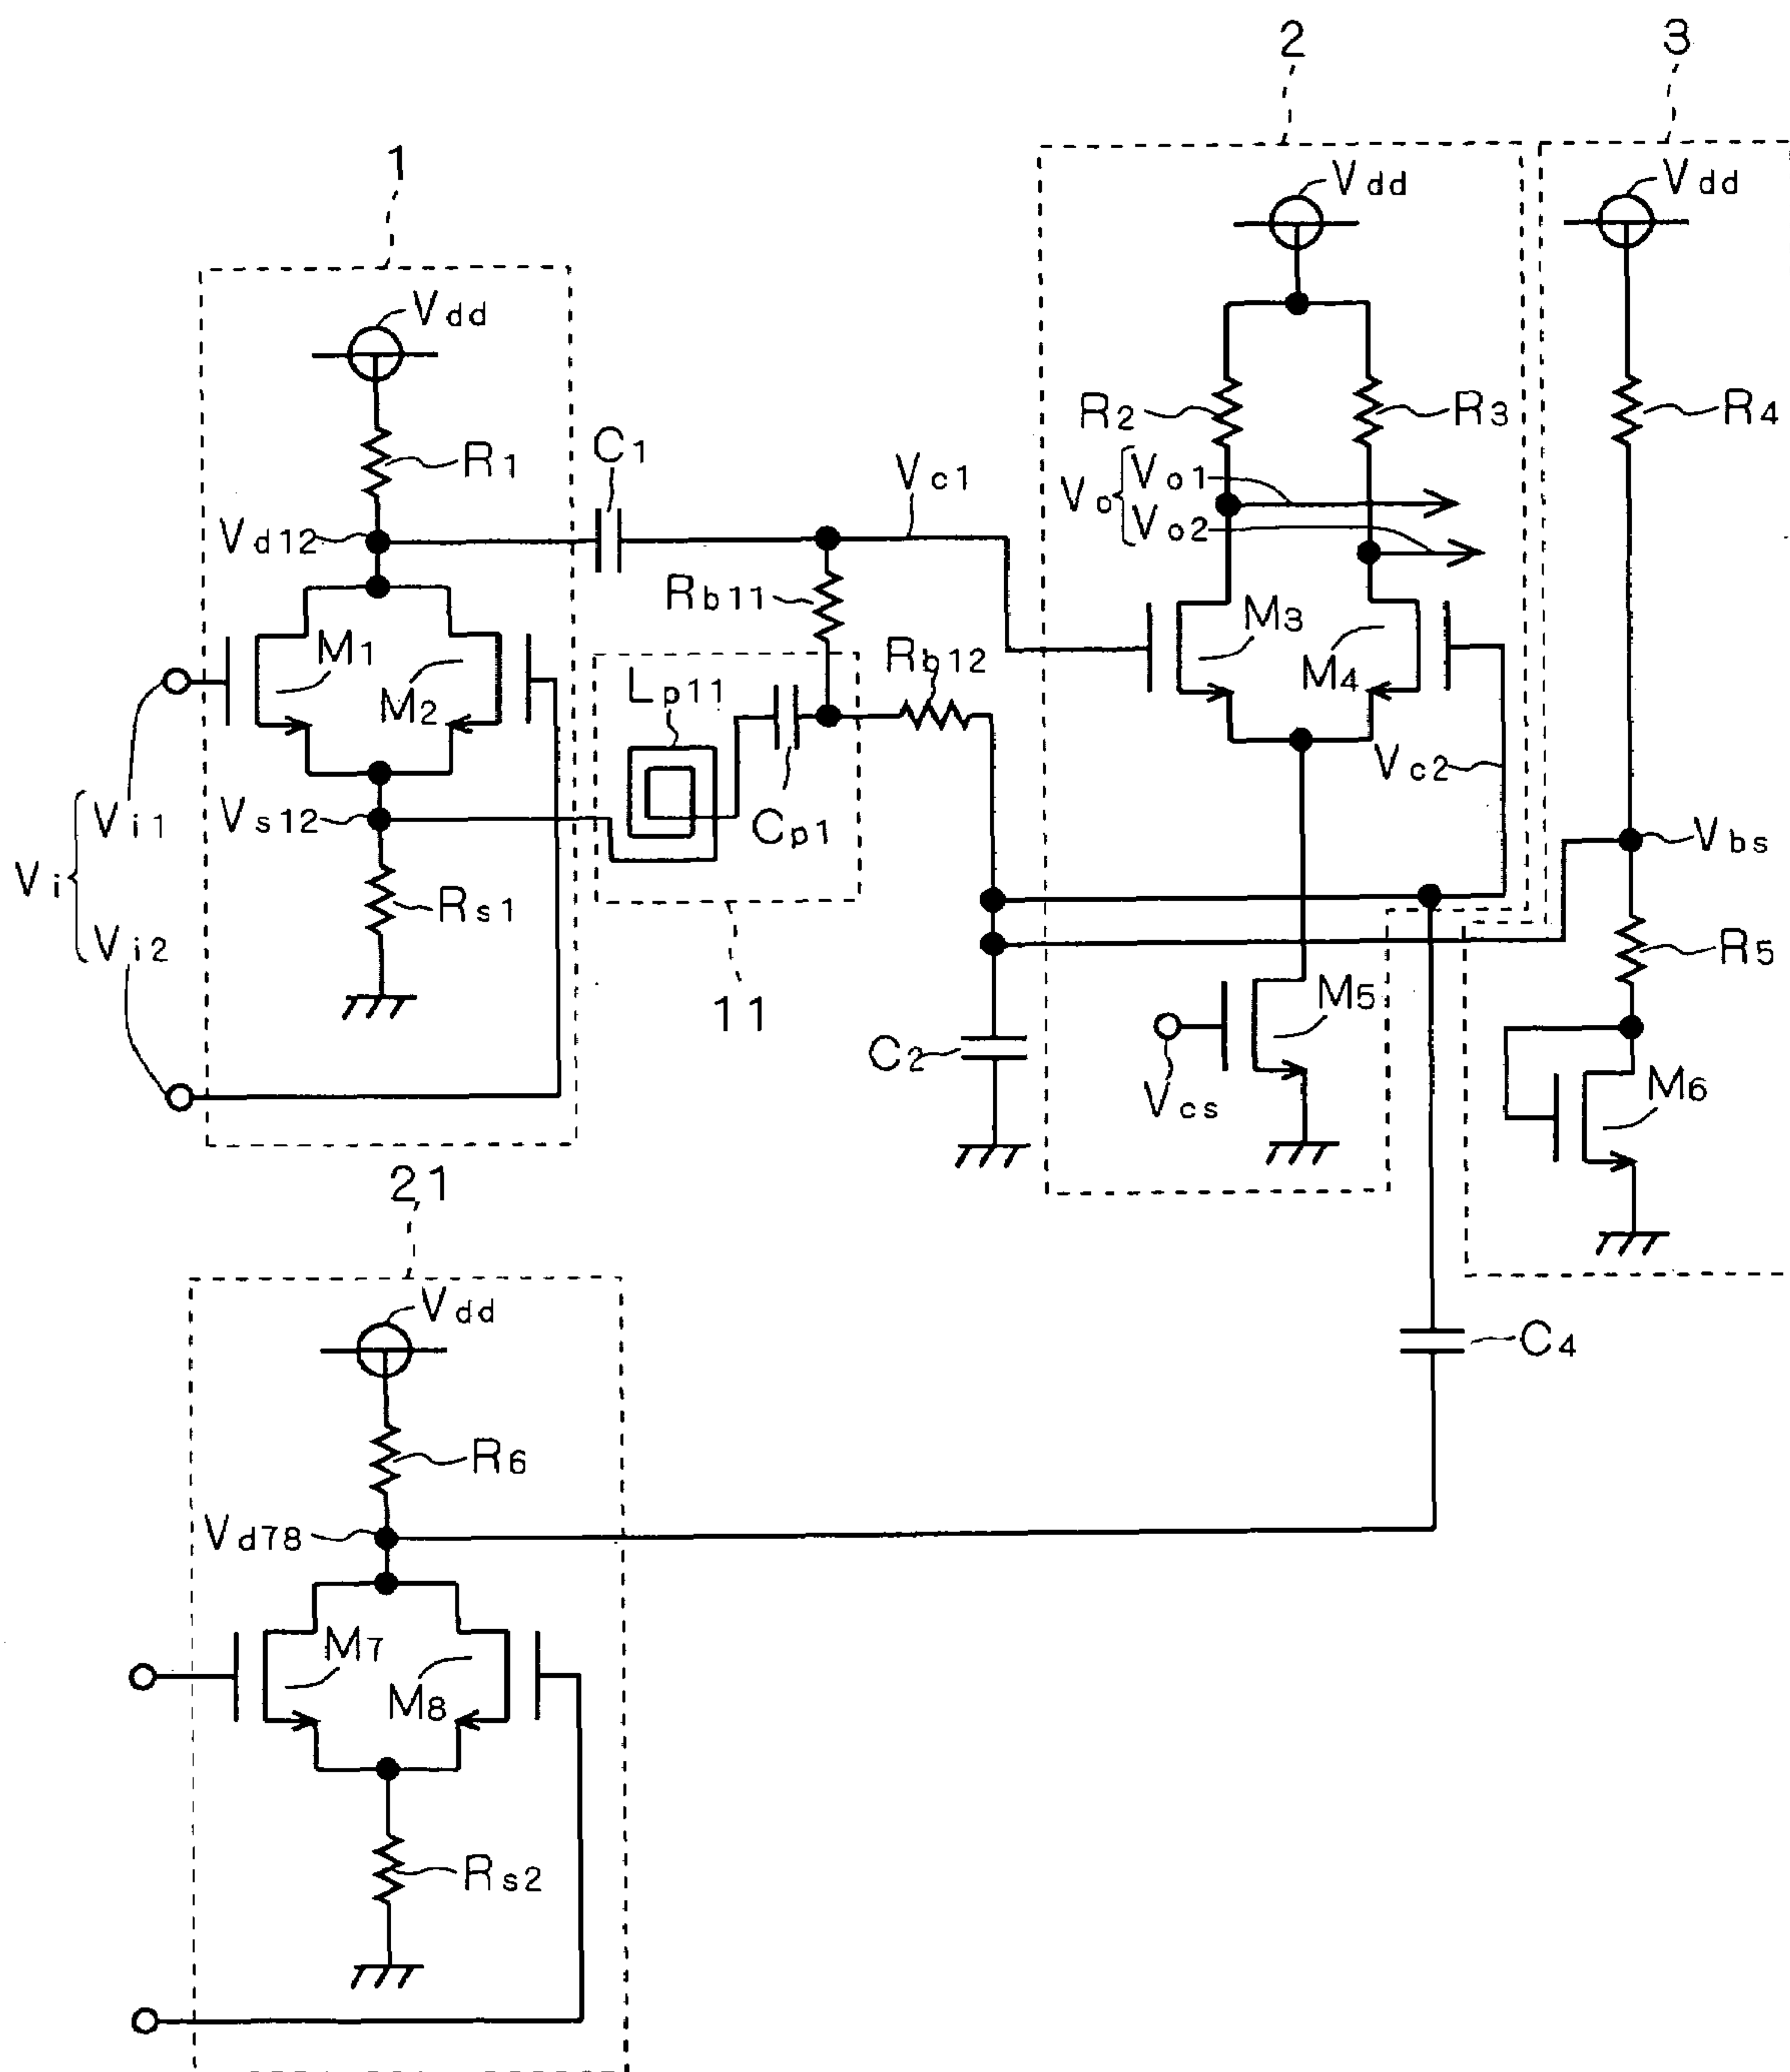 2
3
1
Vdd
Vdd
Vdd
R2
R3
R4
C1
R1
Vc1
Vo
Vo1
Vo2
Vd12
Rb11
M3
M4
Rb12
M1
M2
Lp11
Vc2
Vi
Vi1
Vs12
Cp1
Vbs
Rs1
Vi2
R5
11
M5
C2
Vcs
M6
21
Vdd
C4
R6
Vd78
M7
M8
Rs2